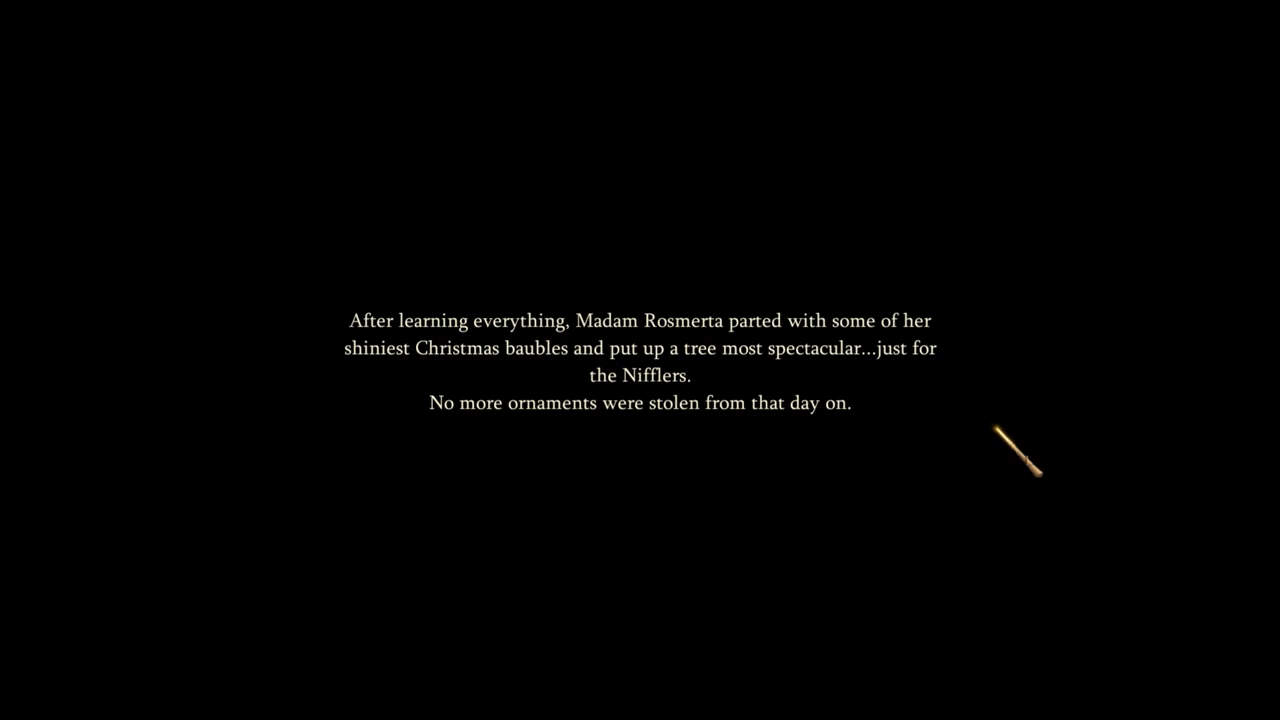 After learning everything, Madam Rosmerta parted with some of her
shiniest Christmas baubles and put up a tree most spectacular...just for
the Nifflers.
No more ornaments were stolen from that day on.